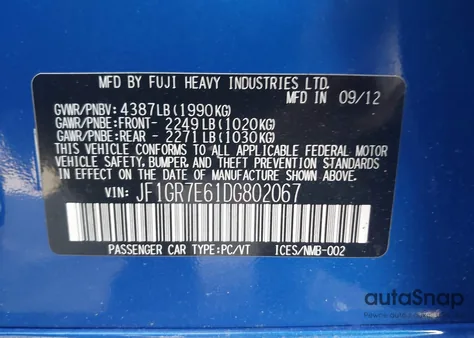 MFD BY FUJI HEAVY INDUSTRIES LTD.
MFD IN 09/12
GVWR/PNBV: 4387LB(1990KG)
GAWR/PNBE:FRONT- 2249LB(1020KG)
GAWR/PNBE:REAR - 2271LB(1030KG)
THIS VEHICLE CONFORMS TO ALL APPLICABLE FEDERAL MOTOR
VEHICLE SAFETY, BUMPER, AND THEFT PREVENTION STANDARDS
IN EFFECT ON THE DATE OF MANUFACTURE SHOWN ABOVE.
VIN: JF1GR7E61DG802067
PASSENGER CAR TYPE:PC/VT ICES/NMB-002
autoSnap